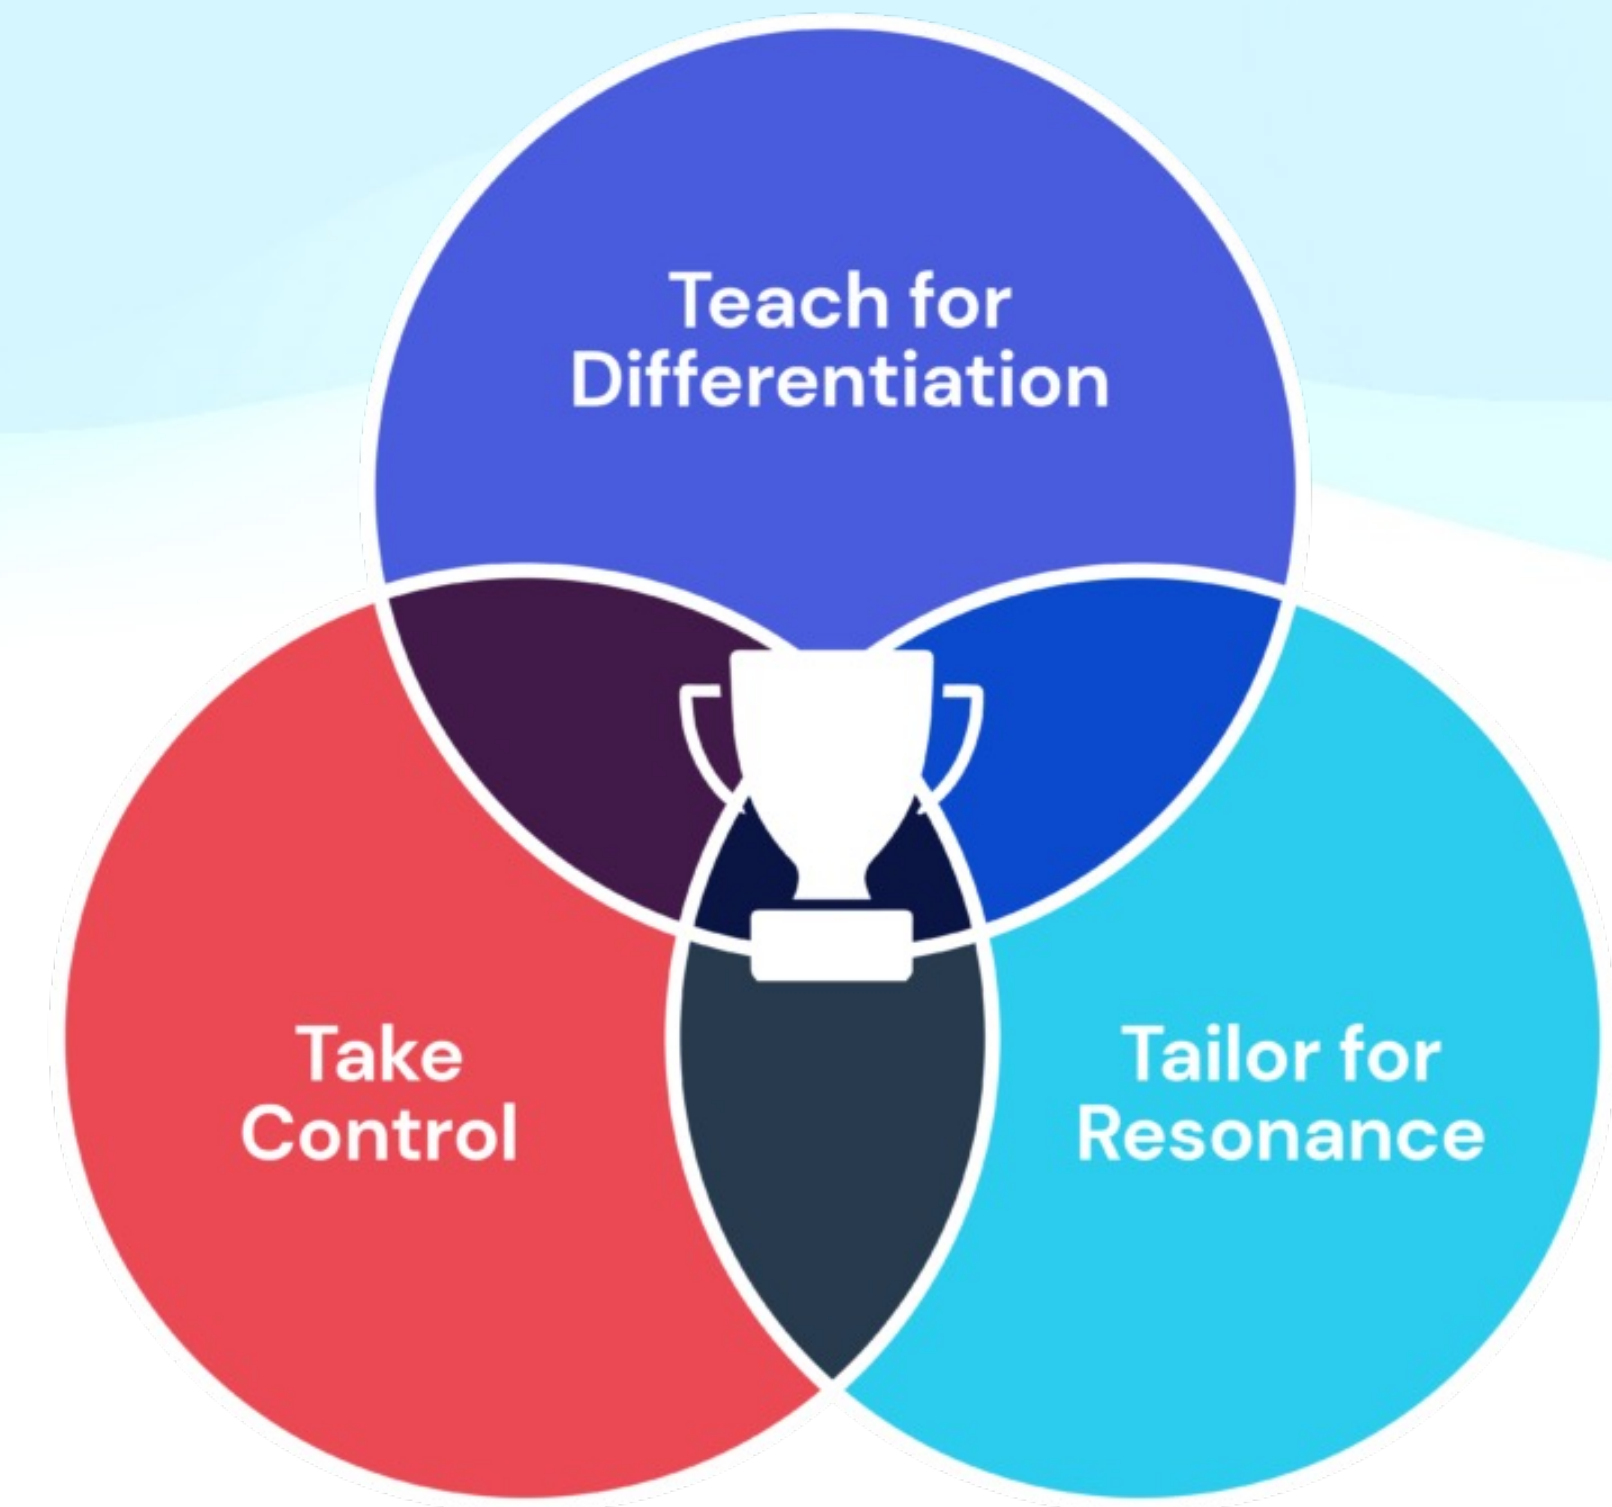 Teach for
Differentiation
Take
Control
Tailor for
Resonance